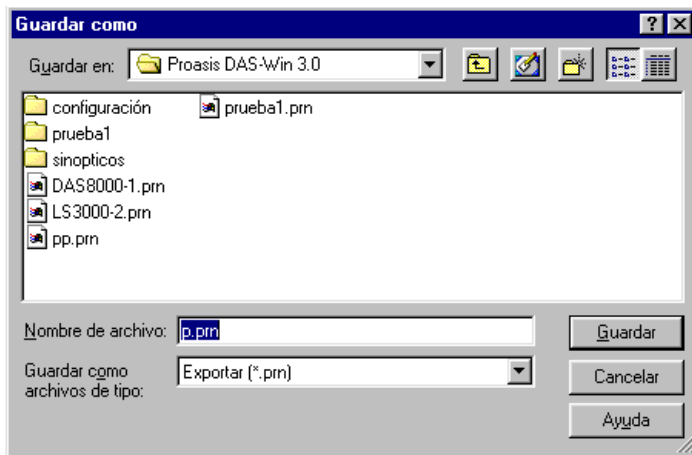 Guardar como
Guardar en: Proasis DAS-Win 3.0
configuración
prueba1
sinopticos
DAS8000-1.prn
LS3000-2.prn
pp.prn
prueba1.prn
Nombre de archivo: p.prn
Guardar
Guardar como archivos de tipo: Exportar (*.prn)
Cancelar
Ayuda